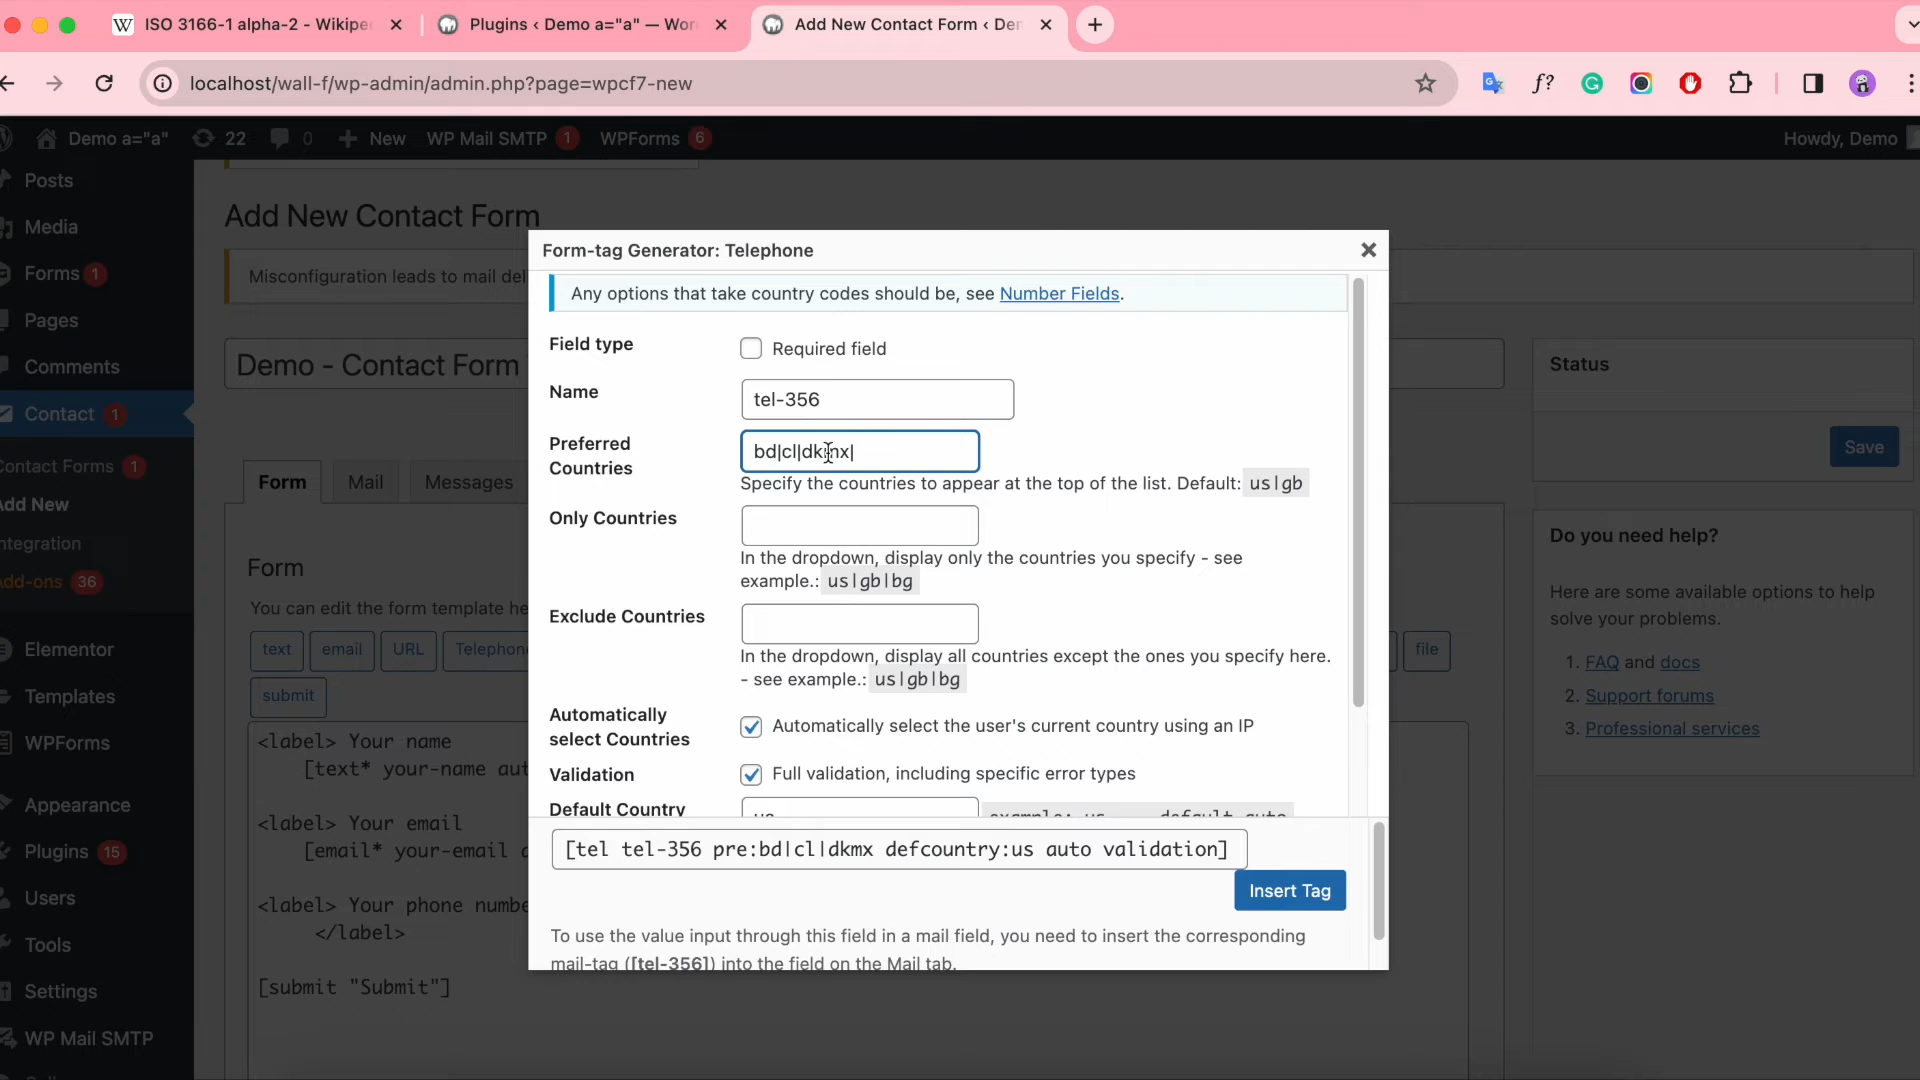 ISO 3166-1 alpha-2 - Wikipe
Plugins ‹ Demo a="a" — Wor
Add New Contact Form ‹ Der
localhost/wall-f/wp-admin/admin.php?page=wpcf7-new
Demo a="a" 22 0 New WP Mail SMTP 1 WPForms 6 Howdy, Demo
Posts
Media
Forms 1
Pages
Comments
Contact 1
ontact Forms 1
dd New
ntegration
dd-ons 36
Elementor
Templates
WPForms
Appearance
Plugins 15
Users
Tools
Settings
WP Mail SMTP
Add New Contact Form
Misconfiguration leads to mail del
Demo - Contact Form
Form Mail Messages
Form
You can edit the form template he
text email URL Telephon file
submit
<label> Your name
[text* your-name aut
<label> Your email
[email* your-email a
<label> Your phone numbe
</label>
[submit "Submit"]
Form-tag Generator: Telephone
Any options that take country codes should be, see Number Fields.
Field type Required field
Name tel-356
Preferred Countries bd|cl|dkmx|
Specify the countries to appear at the top of the list. Default: us|gb
Only Countries
In the dropdown, display only the countries you specify - see
example.: us|gb|bg
Exclude Countries
In the dropdown, display all countries except the ones you specify here.
- see example.: us|gb|bg
Automatically select Countries Automatically select the user's current country using an IP
Validation Full validation, including specific error types
Default Country us example: us default auto
[tel tel-356 pre:bd|cl|dkmx defcountry:us auto validation]
Insert Tag
To use the value input through this field in a mail field, you need to insert the corresponding
mail-tag ([tel-356]) into the field on the Mail tab.
Status
Save
Do you need help?
Here are some available options to help
solve your problems.
1. FAQ and docs
2. Support forums
3. Professional services